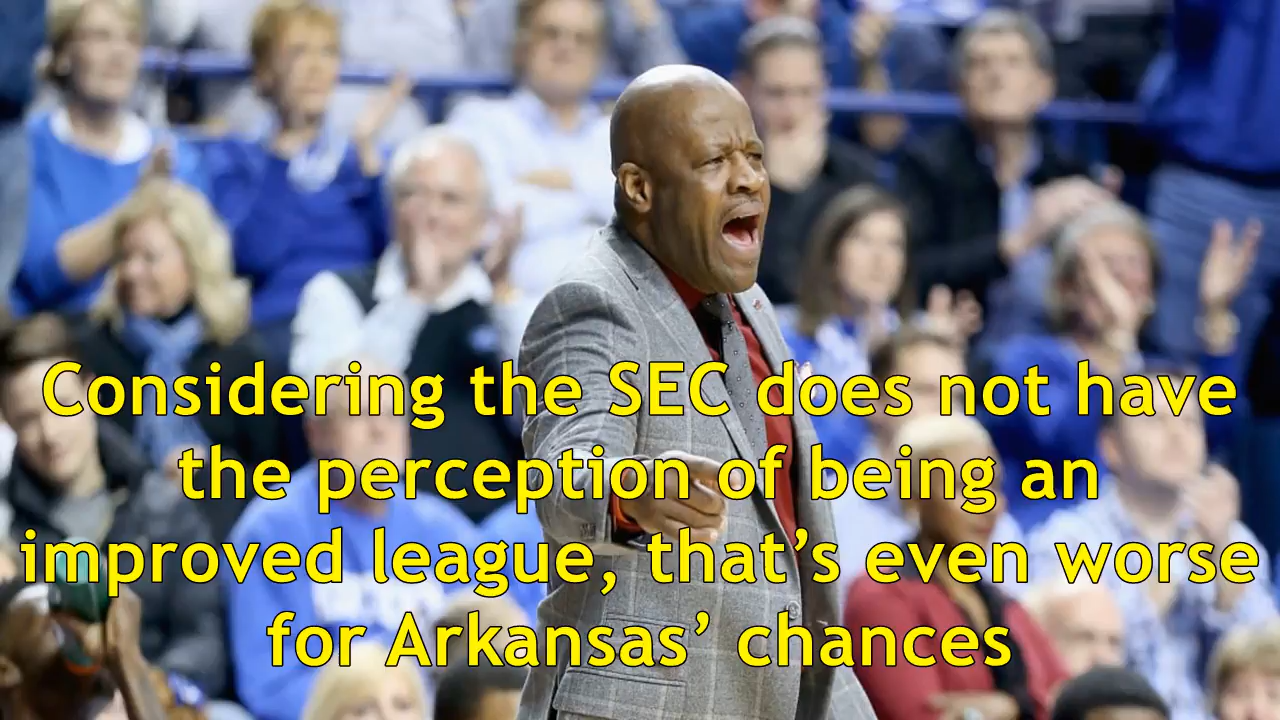 Considering the SEC does not have
the perception of being an
improved league, that’s even worse
for Arkansas’ chances